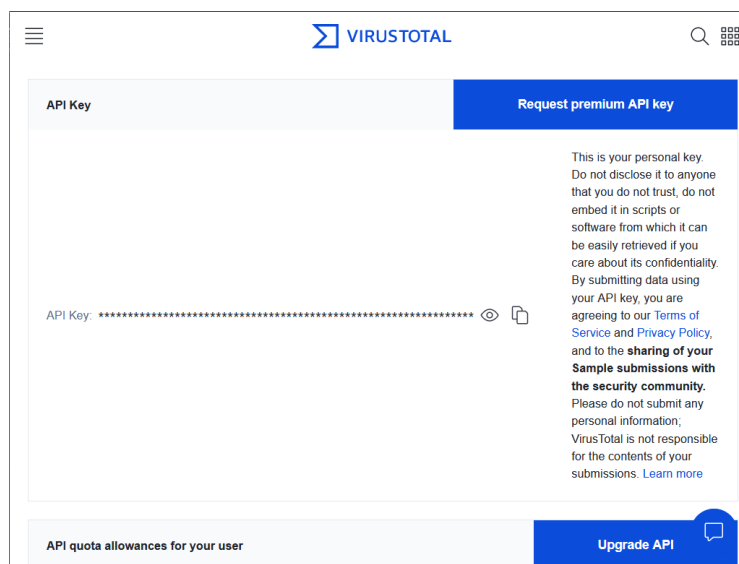 VIRUSTOTAL
API Key
Request premium API key
This is your personal key.
Do not disclose it to anyone
that you do not trust, do not
embed it in scripts or
software from which it can
be easily retrieved if you
care about its confidentiality.
By submitting data using
your API key, you are
agreeing to our Terms of
Service and Privacy Policy,
and to the sharing of your
Sample submissions with
the security community.
Please do not submit any
personal information;
VirusTotal is not responsible
for the contents of your
submissions. Learn more
API Key: ****************************************************************
API quota allowances for your user
Upgrade API